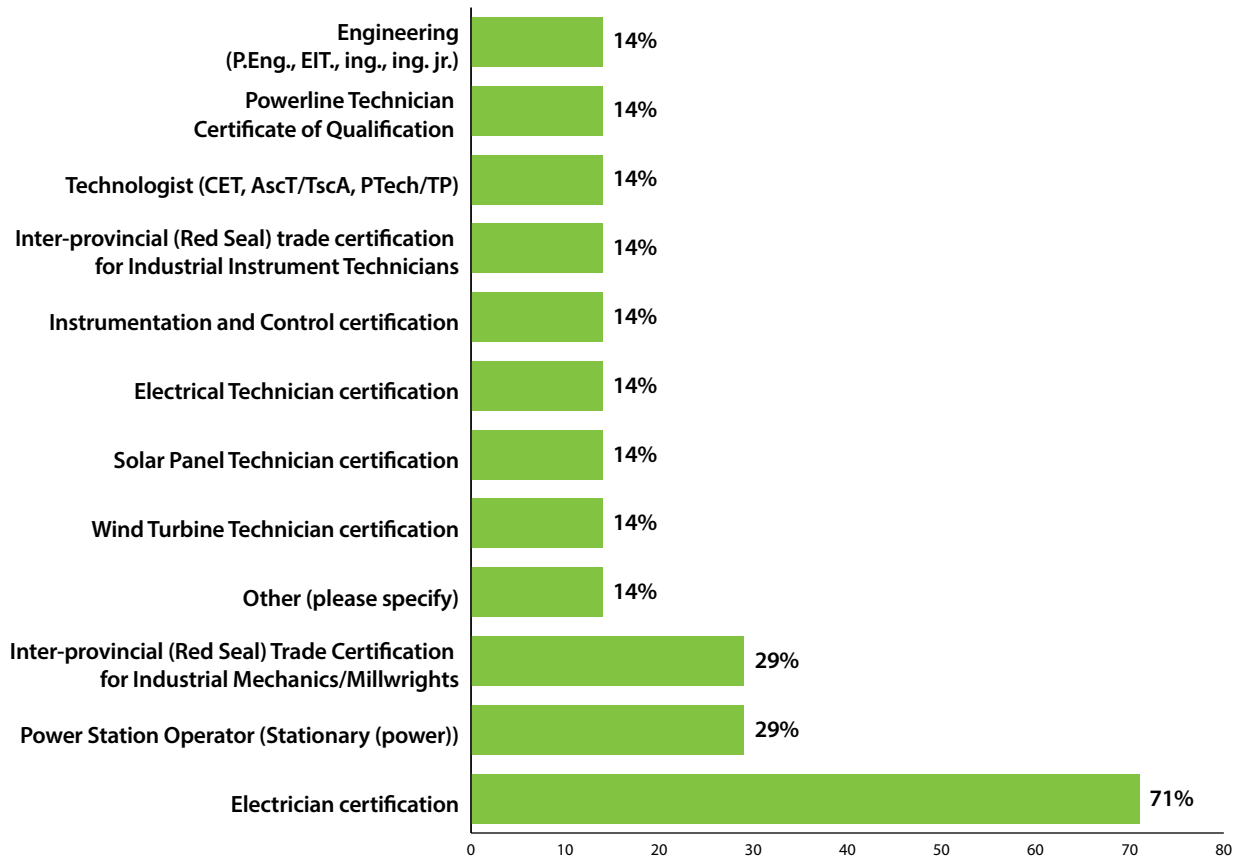 Engineering
(P.Eng., EIT., ing., ing. jr.)
14%
Powerline Technician
Certificate of Qualification
14%
Technologist (CET, AscT/TscA, PTech/TP)
14%
Inter-provincial (Red Seal) trade certification
for Industrial Instrument Technicians
14%
Instrumentation and Control certification
14%
Electrical Technician certification
14%
Solar Panel Technician certification
14%
Wind Turbine Technician certification
14%
Other (please specify)
14%
Inter-provincial (Red Seal) Trade Certification
for Industrial Mechanics/Millwrights
29%
Power Station Operator (Stationary (power))
29%
Electrician certification
71%
0 10 20 30 40 50 60 70 80